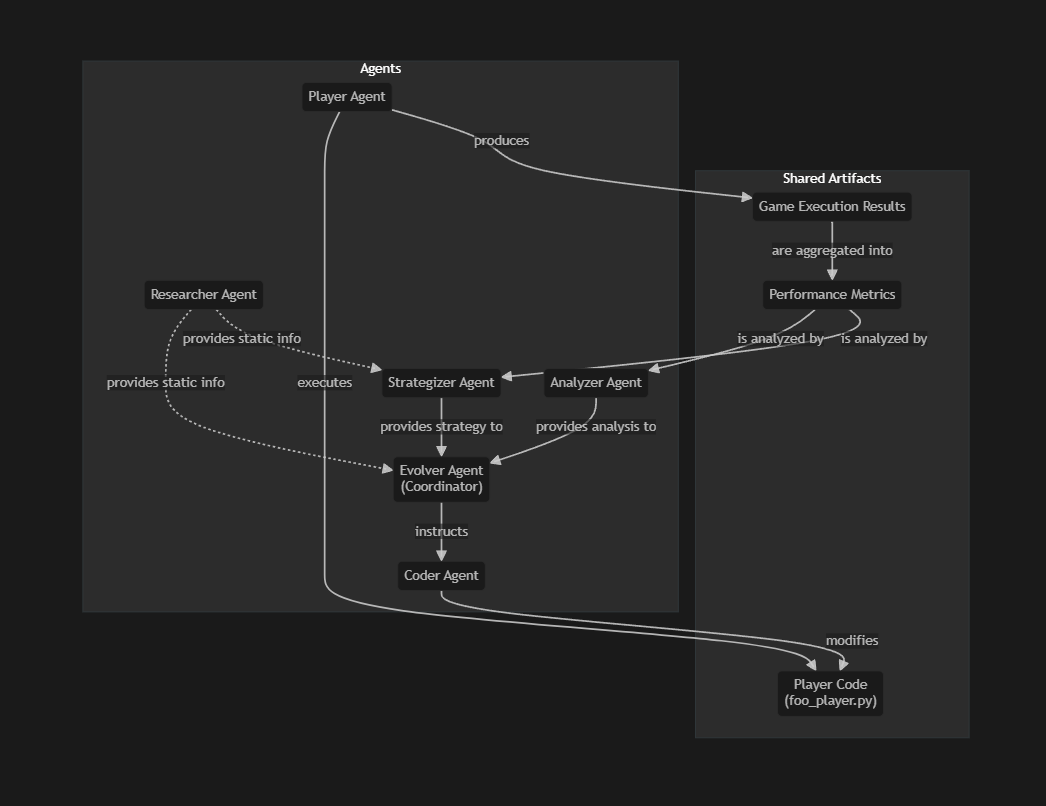 Agents
Player Agent
produces
Shared Artifacts
Game Execution Results
are aggregated into
Researcher Agent
Performance Metrics
provides static info
is analyzed by
is analyzed by
provides static info
executes
Strategizer Agent
Analyzer Agent
provides strategy to
provides analysis to
Evolver Agent
(Coordinator)
instructs
Coder Agent
modifies
Player Code
(foo_player.py)